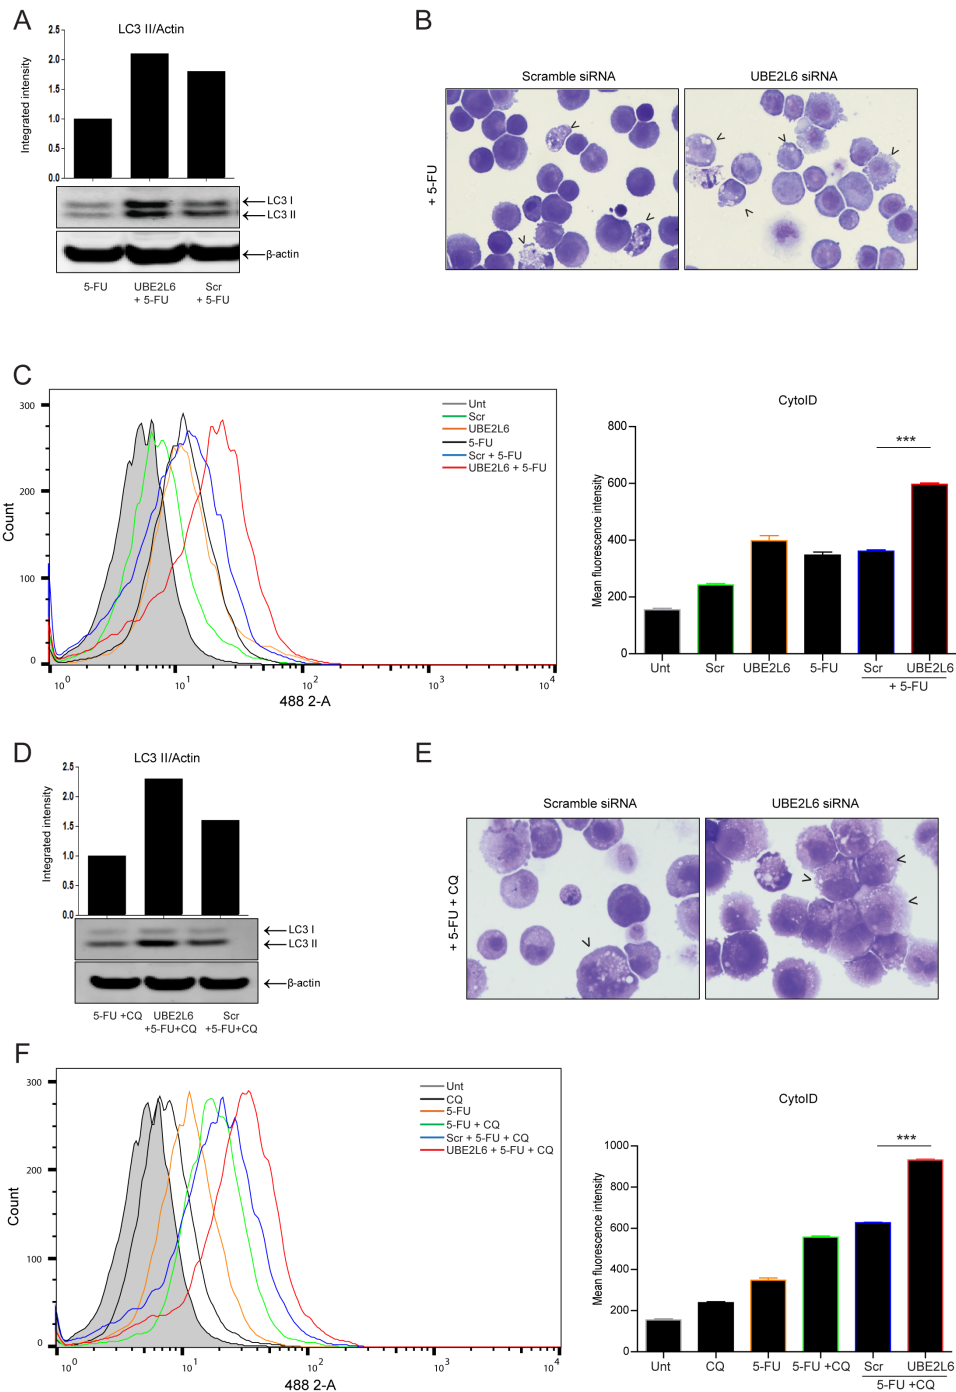 A
LC3 II/Actin
Integrated intensity
2.5
2.0
1.5
1.0
0.5
0.0
LC3 I
LC3 II
β-actin
5-FU
UBE2L6
+ 5-FU
Scr
+ 5-FU
B
Scramble siRNA
UBE2L6 siRNA
+ 5-FU
C
Count
300
200
100
0
10^0
10^1
10^2
10^3
10^4
488 2-A
Unt
Scr
UBE2L6
5-FU
Scr + 5-FU
UBE2L6 + 5-FU
CytoID
Mean fluorescence intensity
800
600
400
200
0
***
Unt
Scr
UBE2L6
5-FU
Scr
UBE2L6
+ 5-FU
D
LC3 II/Actin
Integrated intensity
2.5
2.0
1.5
1.0
0.5
0.0
LC3 I
LC3 II
β-actin
5-FU +CQ
UBE2L6
+5-FU+CQ
Scr
+5-FU+CQ
E
Scramble siRNA
UBE2L6 siRNA
+ 5-FU + CQ
F
Count
300
200
100
0
10^0
10^1
10^2
10^3
10^4
488 2-A
Unt
CQ
5-FU
5-FU + CQ
Scr + 5-FU + CQ
UBE2L6 + 5-FU + CQ
CytoID
Mean fluorescence intensity
1000
800
600
400
200
0
***
Unt
CQ
5-FU
5-FU +CQ
Scr
UBE2L6
5-FU +CQ